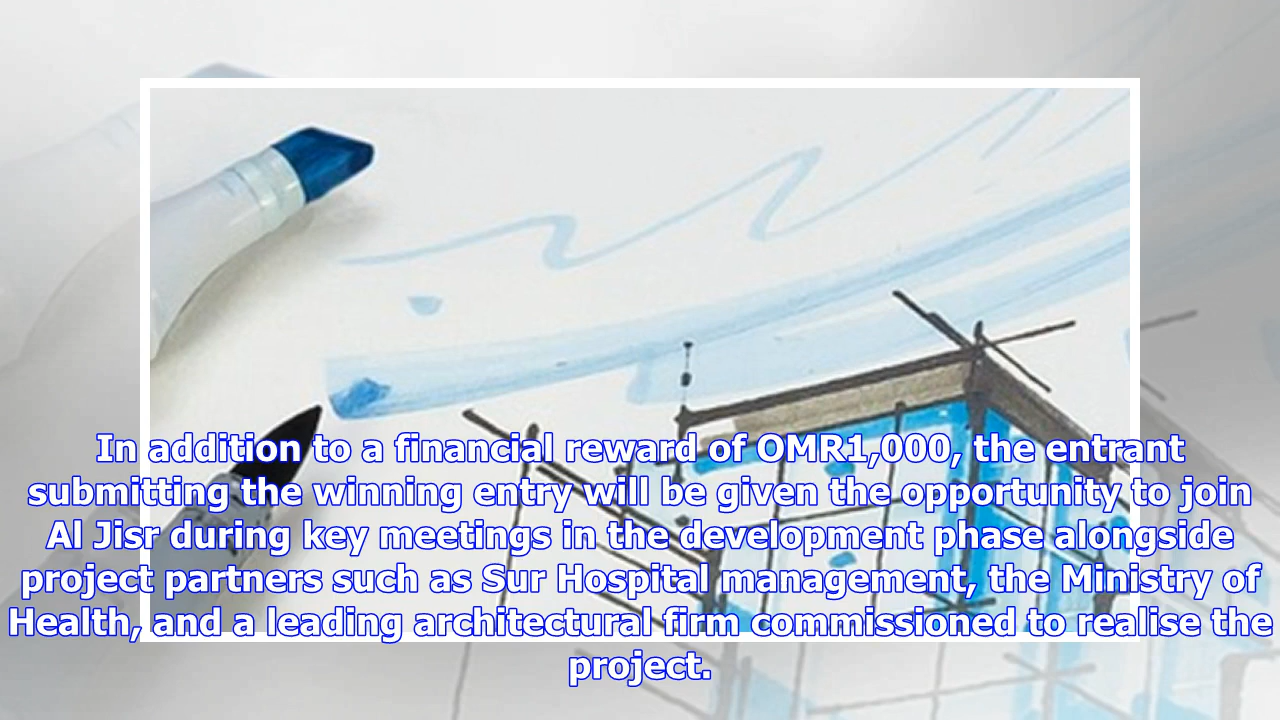 In addition to a financial reward of OMR1,000, the entrant
submitting the winning entry will be given the opportunity to join
Al Jisr during key meetings in the development phase alongside
project partners such as Sur Hospital management, the Ministry of
Health, and a leading architectural firm commissioned to realise the
project.